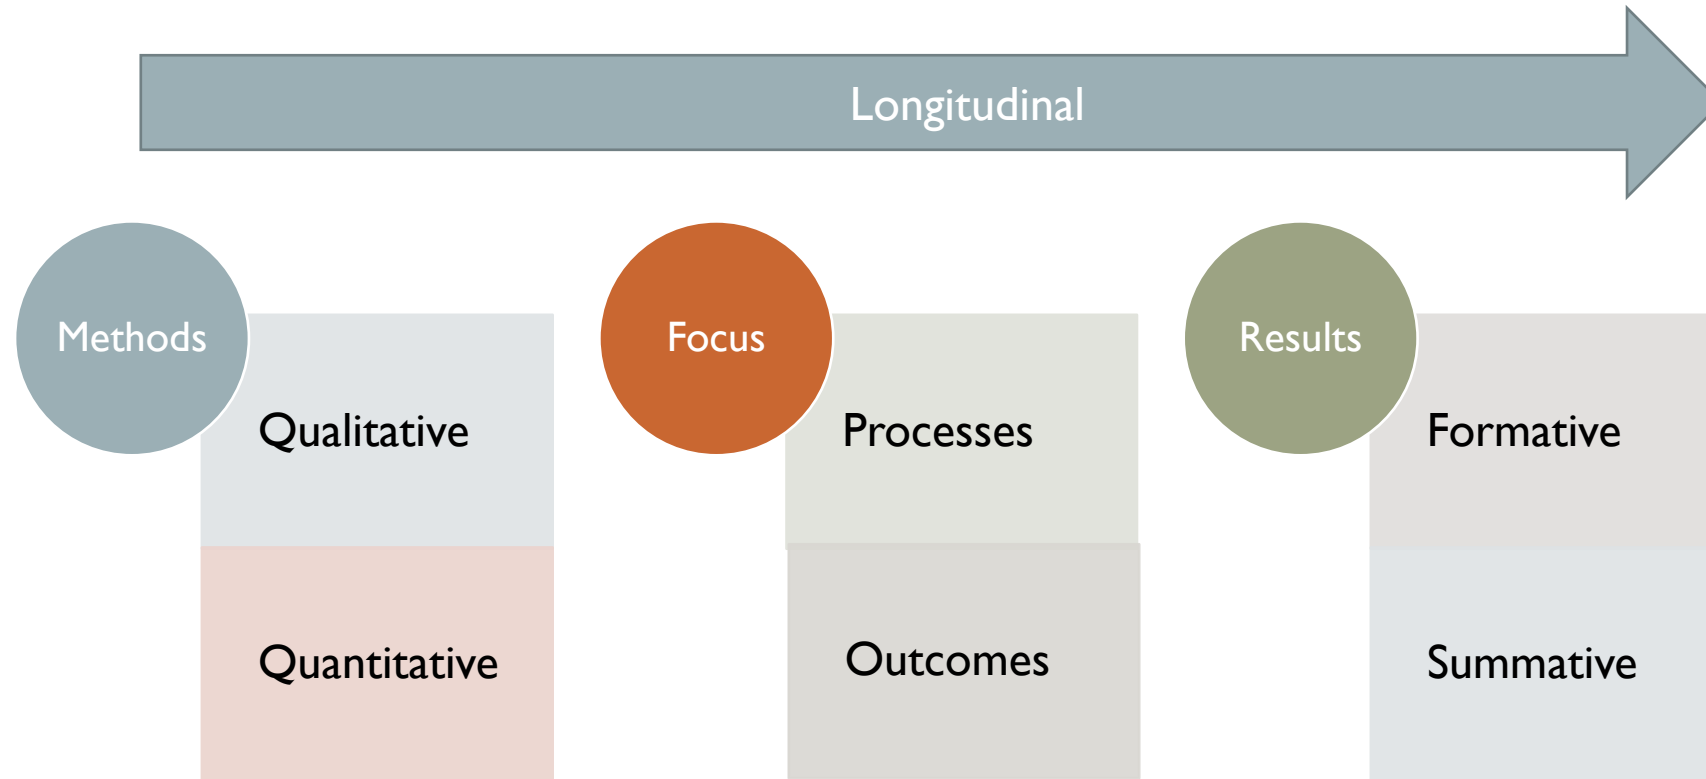 Longitudinal
Methods
Qualitative
Quantitative
Focus
Processes
Outcomes
Results
Formative
Summative